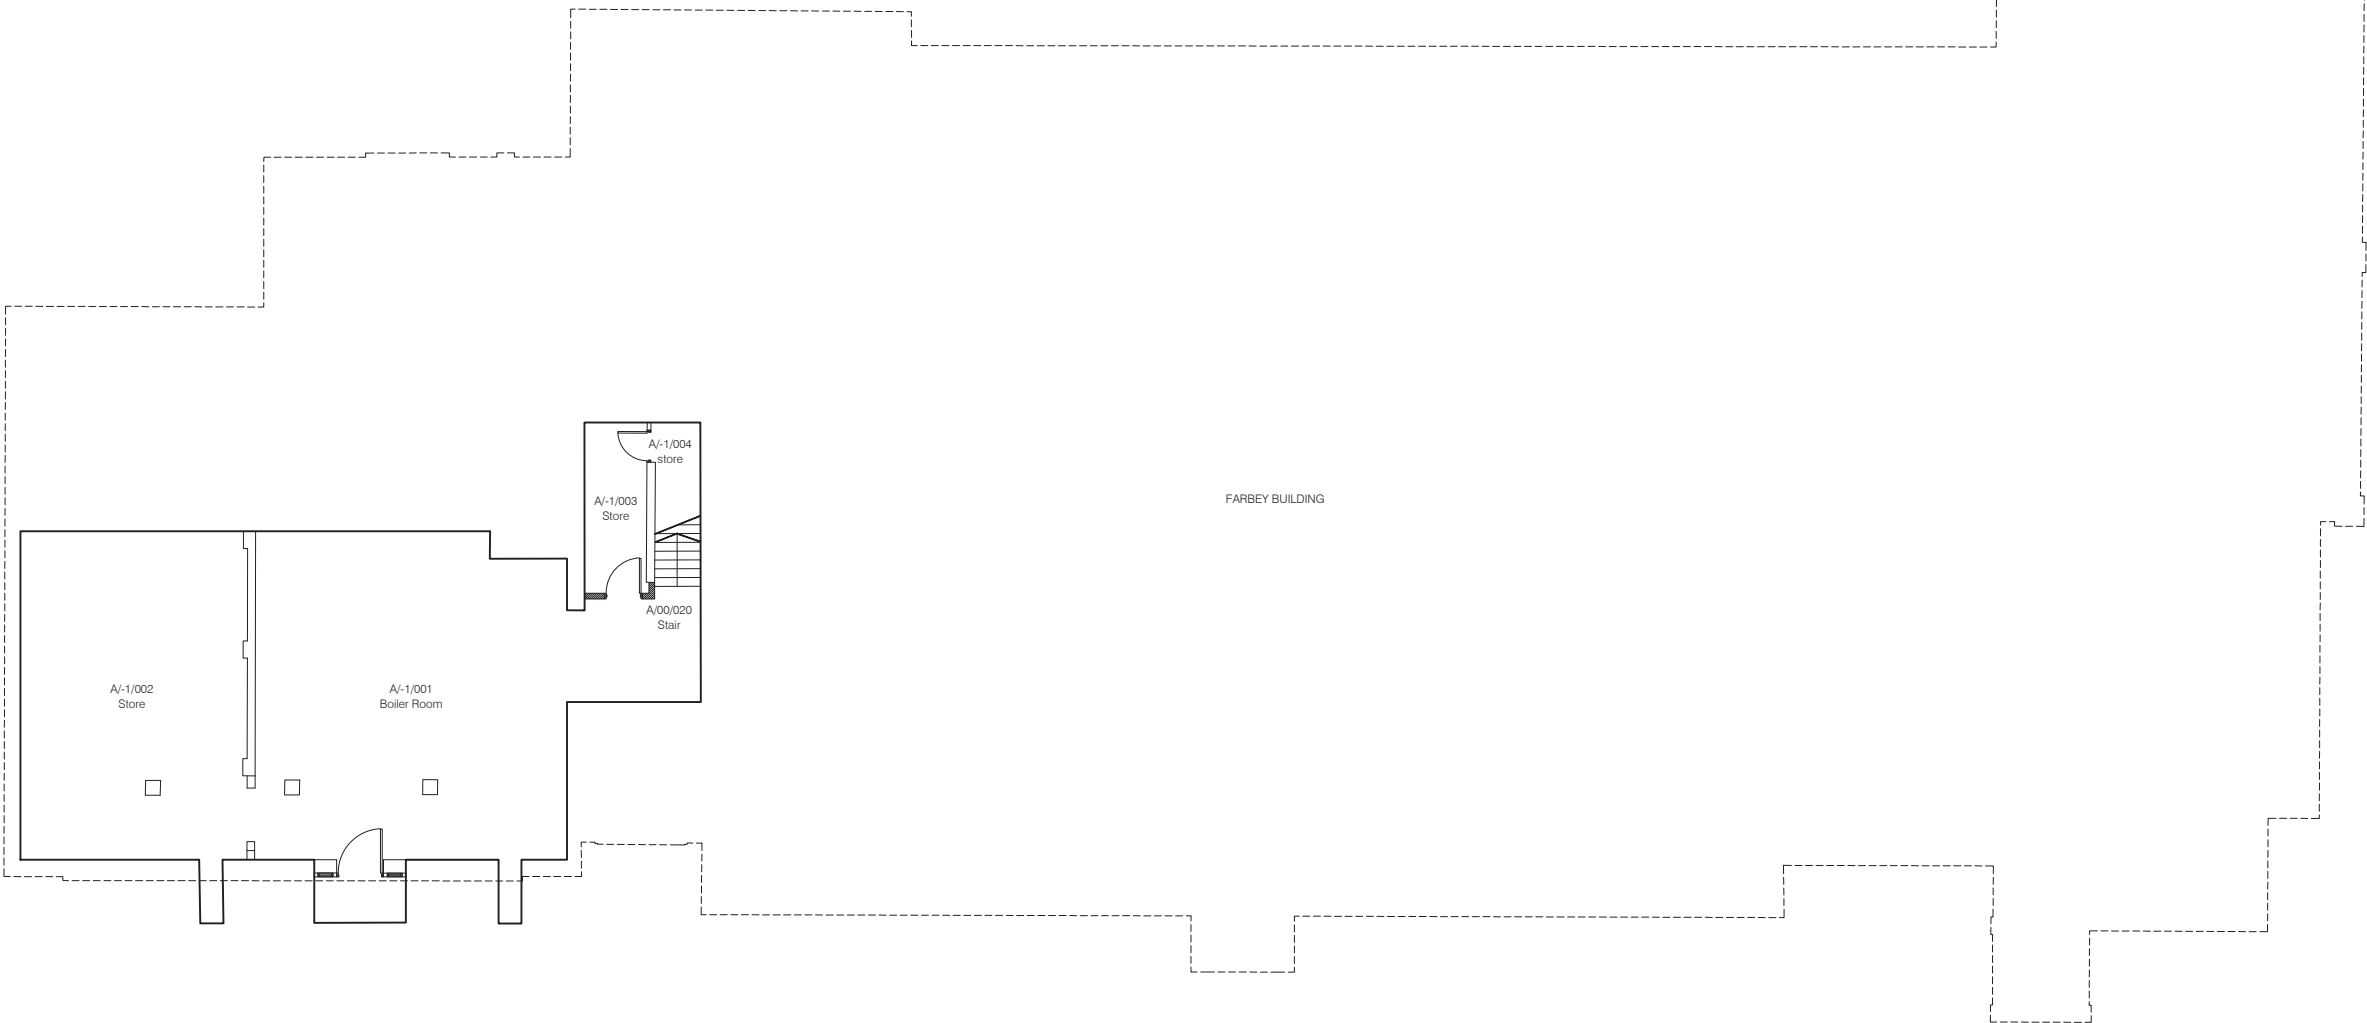 A/-1/004
store
A/-1/003
Store
FARBEY BUILDING
A/00/020
Stair
A/-1/002
Store
A/-1/001
Boiler Room